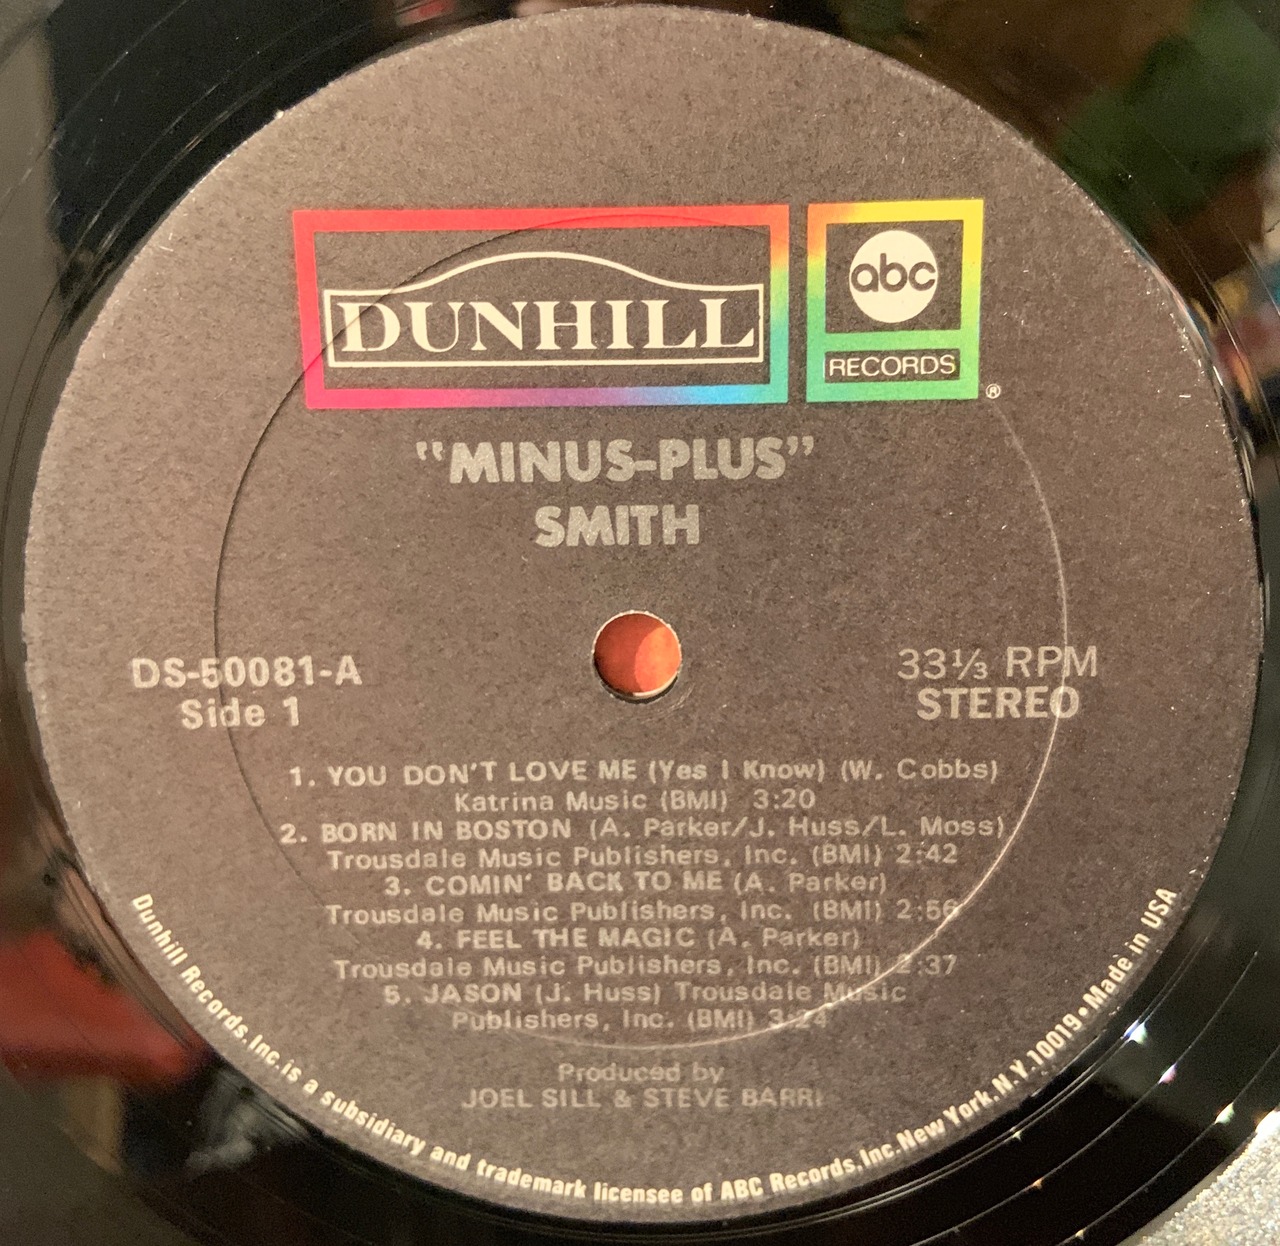 DUNHILL
abc
RECORDS
®
"MINUS-PLUS"
SMITH
DS-50081-A
Side 1
33⅓ RPM
STEREO
1. YOU DON'T LOVE ME (Yes I Know) (W. Cobbs)
Katrina Music (BMI) 3:20
2. BORN IN BOSTON (A. Parker/J. Huss/L. Moss)
Trousdale Music Publishers, Inc. (BMI) 2:42
3. COMIN' BACK TO ME (A. Parker)
Trousdale Music Publishers, Inc. (BMI) 2:56
4. FEEL THE MAGIC (A. Parker)
Trousdale Music Publishers, Inc. (BMI) 2:37
5. JASON (J. Huss) Trousdale Music
Publishers, Inc. (BMI) 3:24
Produced by
JOEL SILL & STEVE BARRI
Dunhill Records, Inc. is a subsidiary and trademark licensee of ABC Records, Inc. New York, N.Y. 10019 • Made in USA